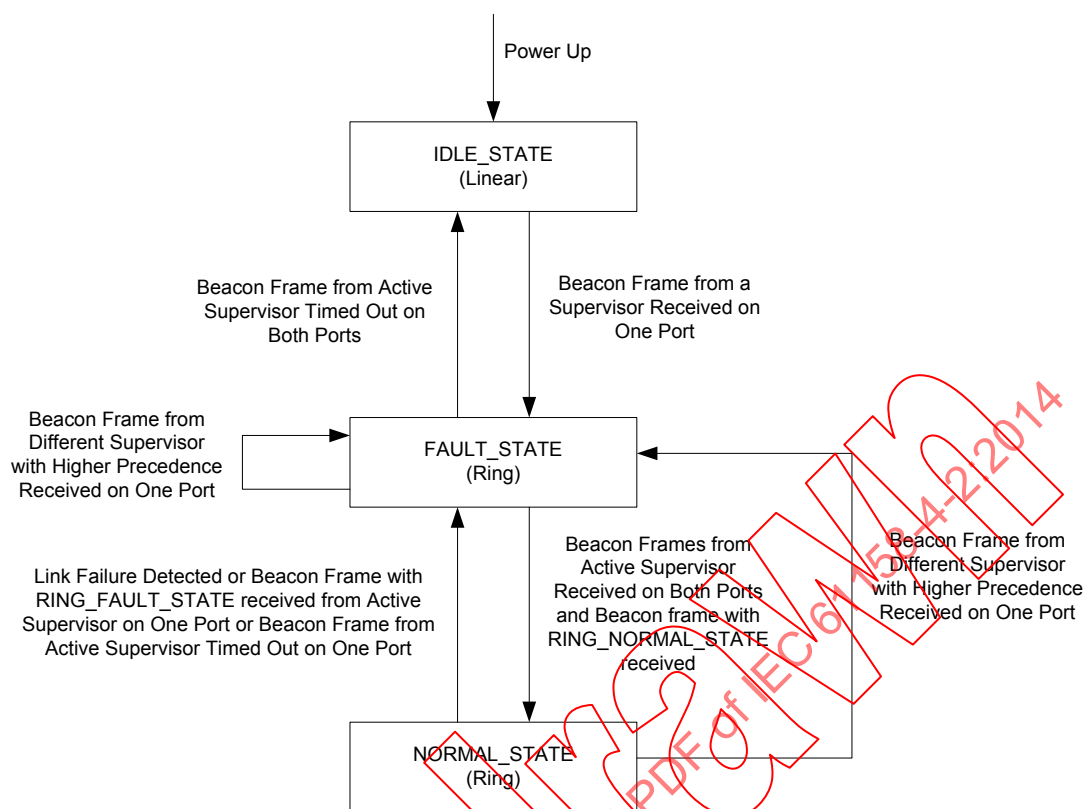 Power Up
IDLE_STATE
(Linear)
Beacon Frame from Active
Supervisor Timed Out on
Both Ports
Beacon Frame from a
Supervisor Received on
One Port
Beacon Frame from
Different Supervisor
with Higher Precedence
Received on One Port
FAULT_STATE
(Ring)
Link Failure Detected or Beacon Frame with
RING_FAULT_STATE received from Active
Supervisor on One Port or Beacon Frame from
Active Supervisor Timed Out on One Port
Beacon Frames from
Active Supervisor
Received on Both Ports
and Beacon frame with
RING_NORMAL_STATE
received
Beacon Frame from
Different Supervisor
with Higher Precedence
Received on One Port
NORMAL_STATE
(Ring)
PDF of IEC 61158-4-2:2014
rawn